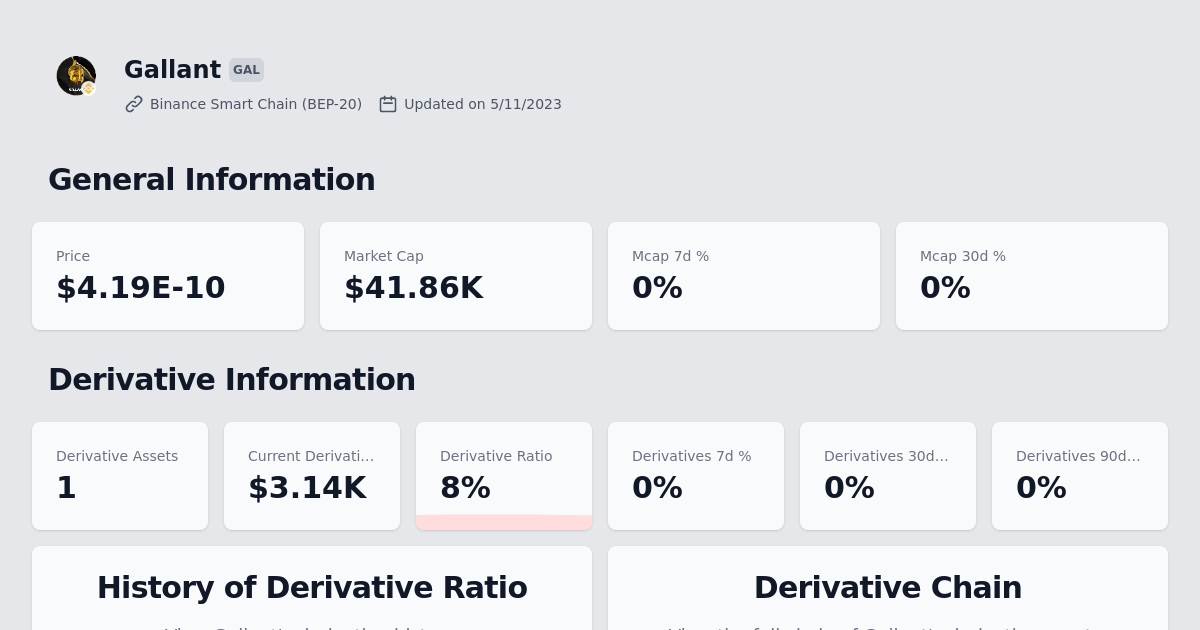 Gallant GAL
Binance Smart Chain (BEP-20) Updated on 5/11/2023
General Information
Price
$4.19E-10
Market Cap
$41.86K
Mcap 7d %
0%
Mcap 30d %
0%
Derivative Information
Derivative Assets
1
Current Derivati...
$3.14K
Derivative Ratio
8%
Derivatives 7d %
0%
Derivatives 30d...
0%
Derivatives 90d...
0%
History of Derivative Ratio
Derivative Chain